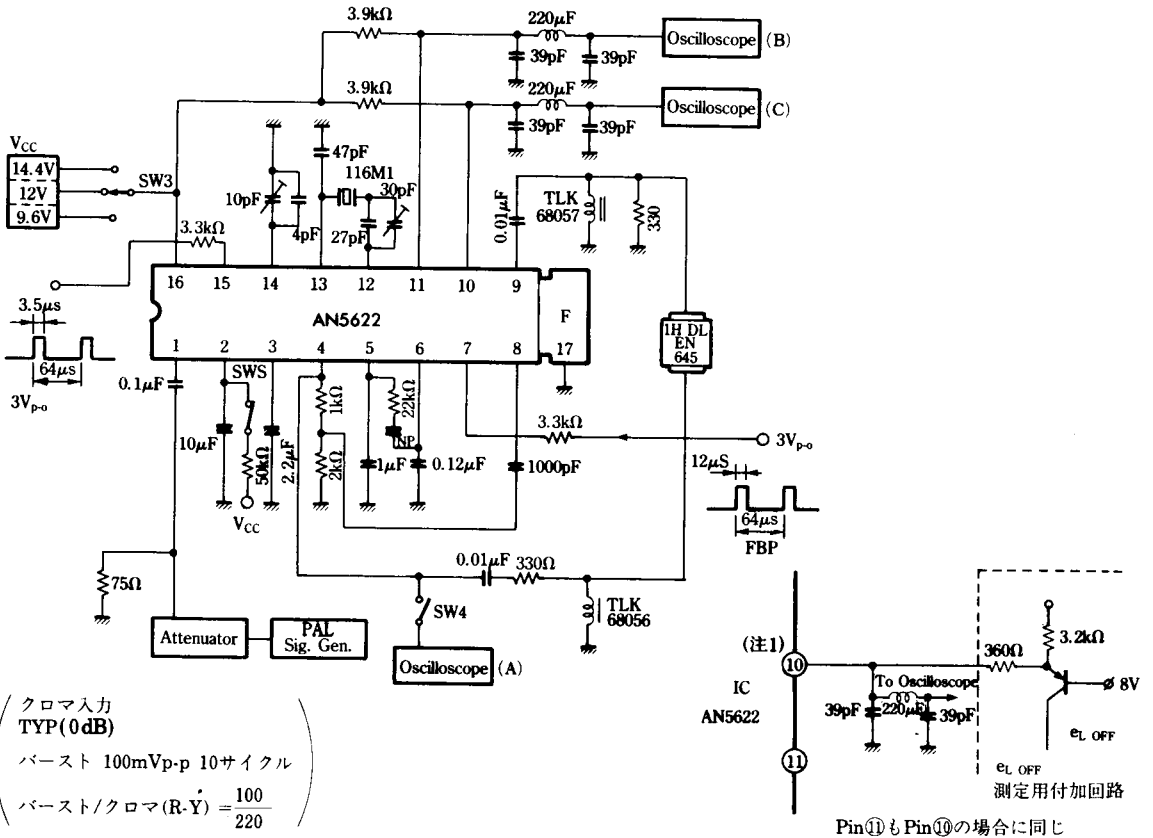 3.9kΩ
220μF
Oscilloscope (B)
39pF
39pF
3.9kΩ
220μF
Oscilloscope (C)
39pF
39pF
VCC
14.4V
12V
9.6V
SW3
47pF
116M1
30pF
10pF
4pF
27pF
0.01μF
TLK
68057
330
3.3kΩ
16 15 14 13 12 11 10 9
AN5622
F
17
1 2 3 4 5 6 7 8
1H DL
EN
645
3.5μs
64μs
3Vp-o
0.1μF
SWS
10μF
50kΩ
VCC
2.2μF
1kΩ
2kΩ
22kΩ
NP
1μF
0.12μF
1000pF
3.3kΩ
3Vp-o
12μS
64μs
FBP
0.01μF
330Ω
TLK
68056
75Ω
SW4
Attenuator
PAL
Sig. Gen.
Oscilloscope (A)
クロマ入力
TYP(0dB)
バースト 100mVp-p 10サイクル
バースト/クロマ(R-Ẏ) = 100
220
(注1)
⑩
IC
AN5622
⑪
360Ω
3.2kΩ
To Oscilloscope
39pF
220μF
39pF
8V
eL OFF
eL OFF
測定用付加回路
Pin⑪もPin⑩の場合に同じ